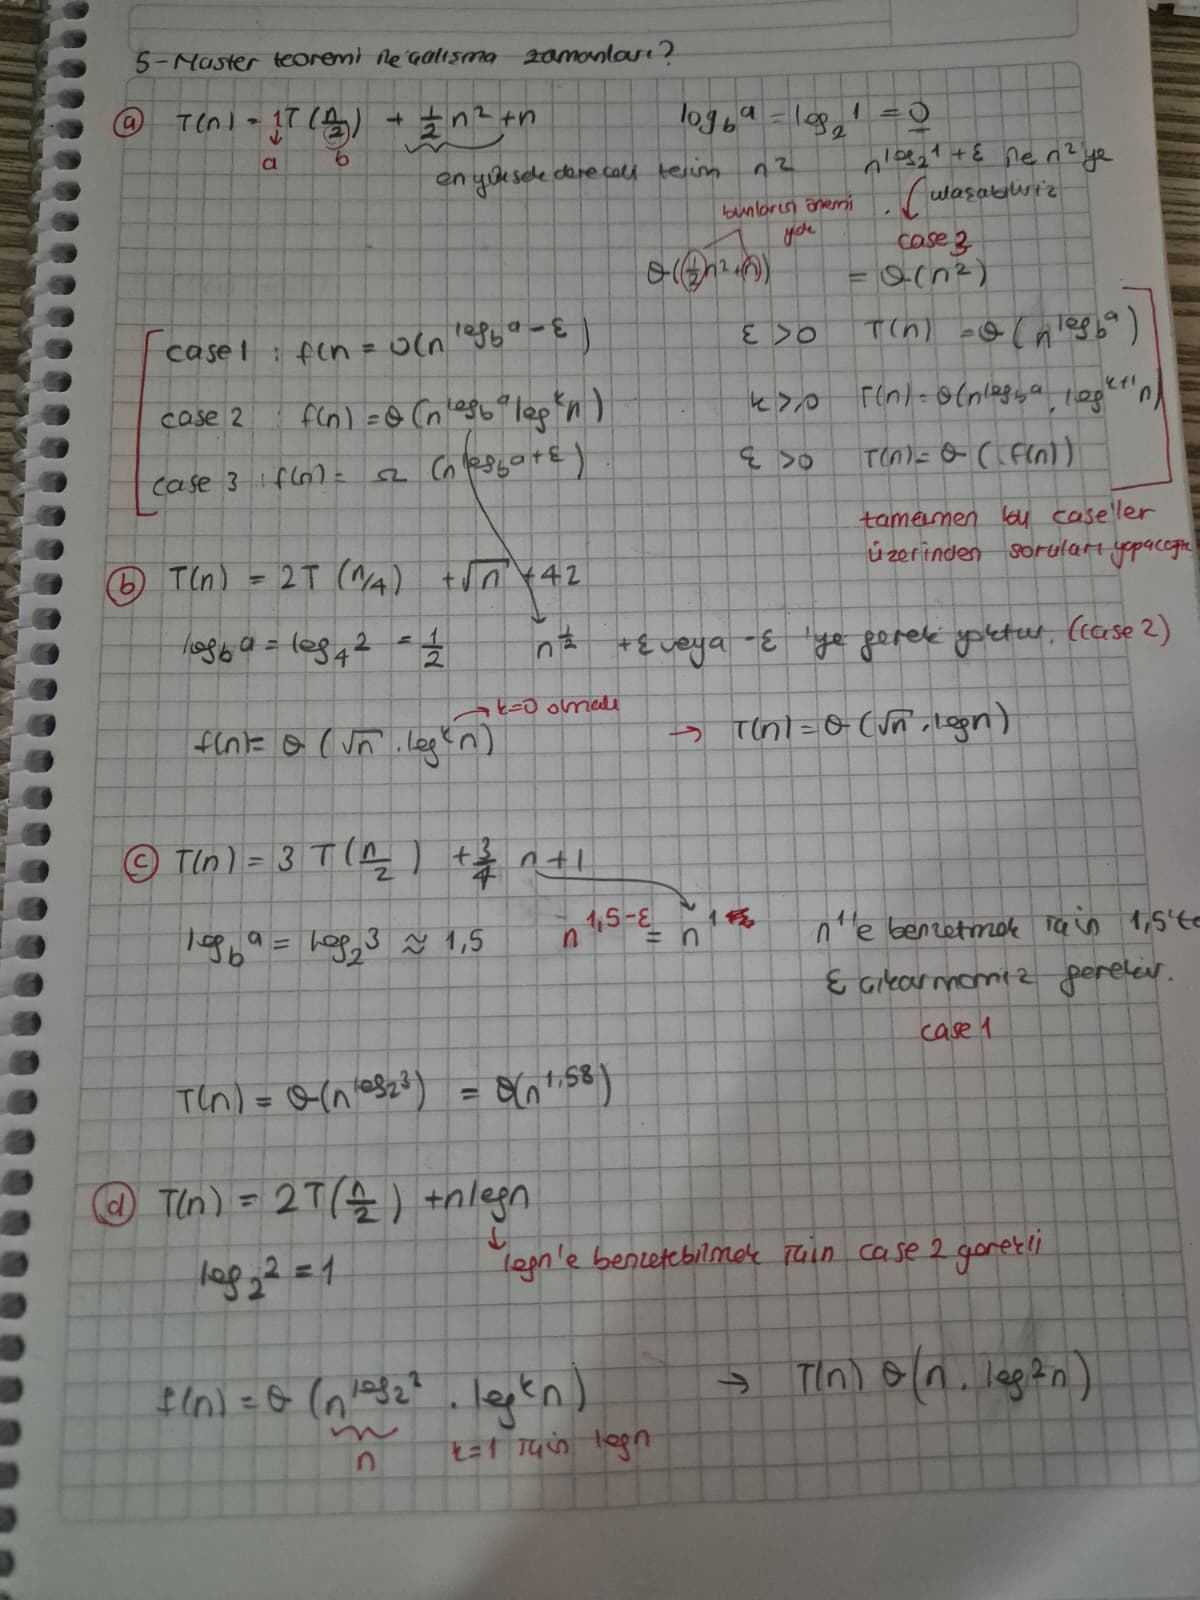 5-Master teoremi ile çalışma zamanları?
(a) T(n) = 1T(n/2) + 1/2 n² + n    log_b a = log_2 1 = 0
a b
en yüksek dereceli terim n²    n^(log_2 1 + ε) ile n² ye
ulaşabiliriz
bunların önemi yok
case 3
θ(1/2 n² + n) = θ(n²)
case 1 : f(n = O(n^(log_b a - ε))    ε > 0    T(n) = θ(n^(log_b a))
case 2 : f(n) = θ(n^(log_b a) log^k n)    k ≥ 0    T(n) = θ(n^(log_b a) . log^(k+1) n)
case 3 : f(n) = Ω (n^(log_b a + ε))    ε > 0    T(n) = θ (f(n))
tamamen bu case'ler
üzerinden soruları yapacağız
(b) T(n) = 2T (n/4) + √n + 42
log_b a = log_4 2 = 1/2    n^(1/2)    +ε veya -ε 'ye gerek yoktur. (case 2)
k=0 olmalı
f(n) = θ (√n . log^k n) → T(n) = θ (√n . logn)
(c) T(n) = 3 T(n/2) + 3/4 n + 1
log_b a = log_2 3 ≈ 1,5    n^(1,5-ε) = n^1    n^1'e benzetmek için 1,5'te
ε çıkarmamız gerekir.
case 1
T(n) = θ(n^(log_2 3)) = θ(n^(1,58))
(d) T(n) = 2T(n/2) + nlogn
log_2 2 = 1    logn'e benzetebilmek için case 2 gerekli
f(n) = θ (n^(log_2 2) . log^k n) → T(n) θ(n . log²n)
n    k=1 için logn